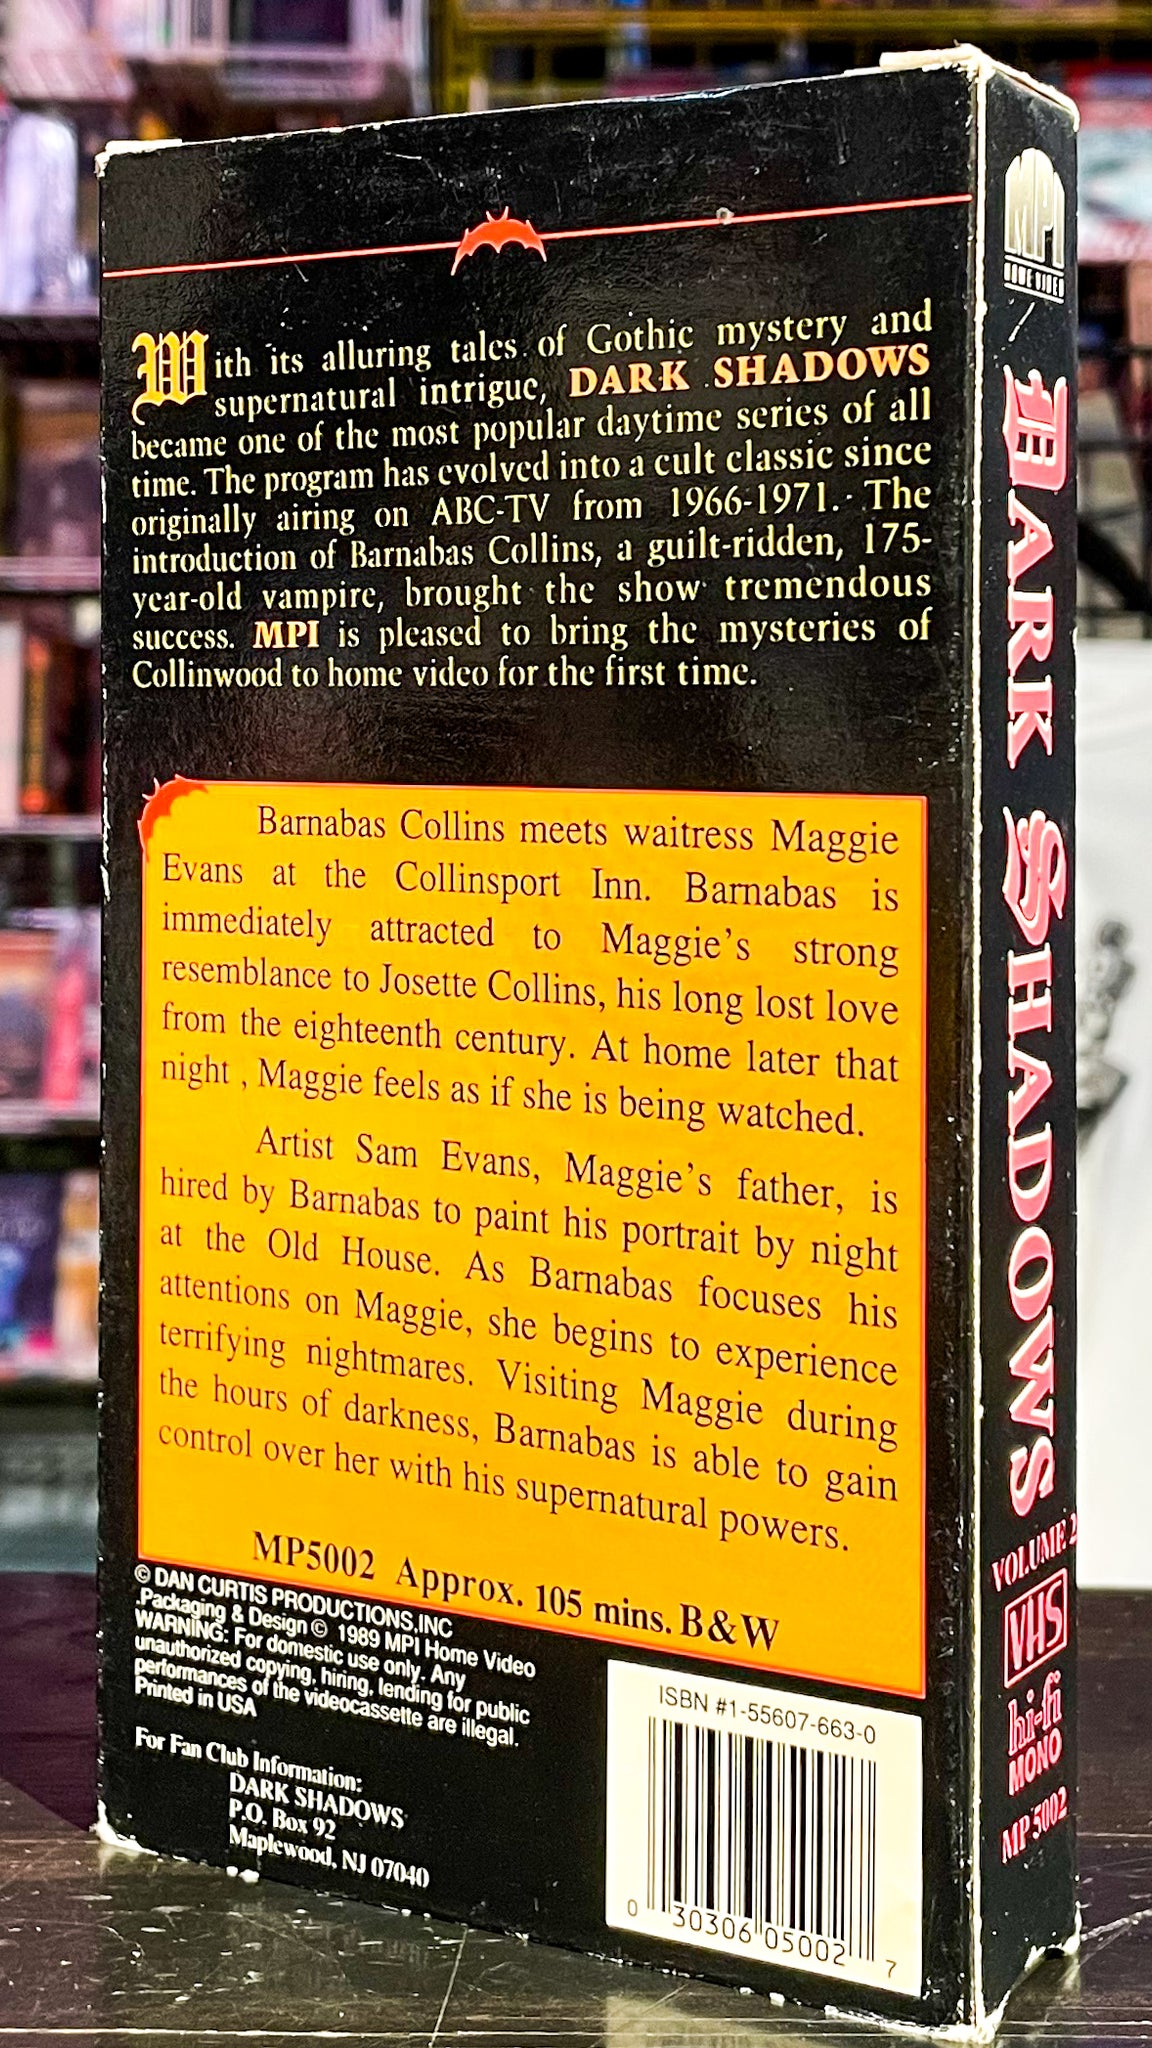 With its alluring tales of Gothic mystery and
supernatural intrigue, DARK SHADOWS
became one of the most popular daytime series of all
time. The program has evolved into a cult classic since
originally airing on ABC-TV from 1966-1971. The
introduction of Barnabas Collins, a guilt-ridden, 175-
year-old vampire, brought the show tremendous
success. MPI is pleased to bring the mysteries of
Collinwood to home video for the first time.
Barnabas Collins meets waitress Maggie
Evans at the Collinsport Inn. Barnabas is
immediately attracted to Maggie's strong
resemblance to Josette Collins, his long lost love
from the eighteenth century. At home later that
night , Maggie feels as if she is being watched.
Artist Sam Evans, Maggie's father, is
hired by Barnabas to paint his portrait by night
at the Old House. As Barnabas focuses his
attentions on Maggie, she begins to experience
terrifying nightmares. Visiting Maggie during
the hours of darkness, Barnabas is able to gain
control over her with his supernatural powers.
MP5002 Approx. 105 mins. B&W
© DAN CURTIS PRODUCTIONS,INC
.Packaging & Design © 1989 MPI Home Video
WARNING: For domestic use only. Any
unauthorized copying, hiring, lending for public
performances of the videocassette are illegal.
Printed in USA
For Fan Club Information:
DARK SHADOWS
P.O. Box 92
Maplewood, NJ 07040
ISBN #1-55607-663-0
0 30306 05002 7
MPI
HOME VIDEO
DARK SHADOWS
VOLUME 2
VHS
hi-fi
MONO
MP 5002